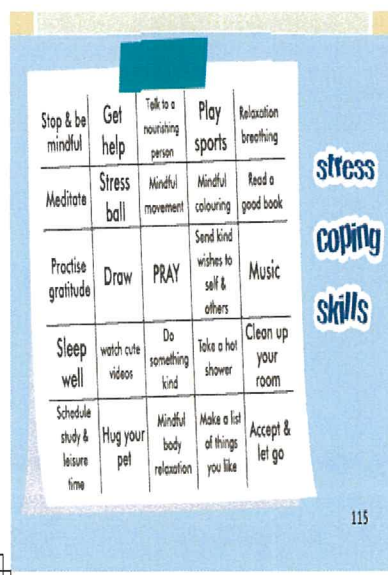 Stop & be
mindful
Get
help
Talk to a
nourishing
person
Play
sports
Relaxation
breathing
Meditate
Stress
ball
Mindful
movement
Mindful
colouring
Read a
good book
Practise
gratitude
Draw
PRAY
Send kind
wishes to
self &
others
Music
Sleep
well
watch cute
videos
Do
something
kind
Take a hot
shower
Clean up
your
room
Schedule
study &
leisure
time
Hug your
pet
Mindful
body
relaxation
Make a list
of things
you like
Accept &
let go
stress
coping
skills
115